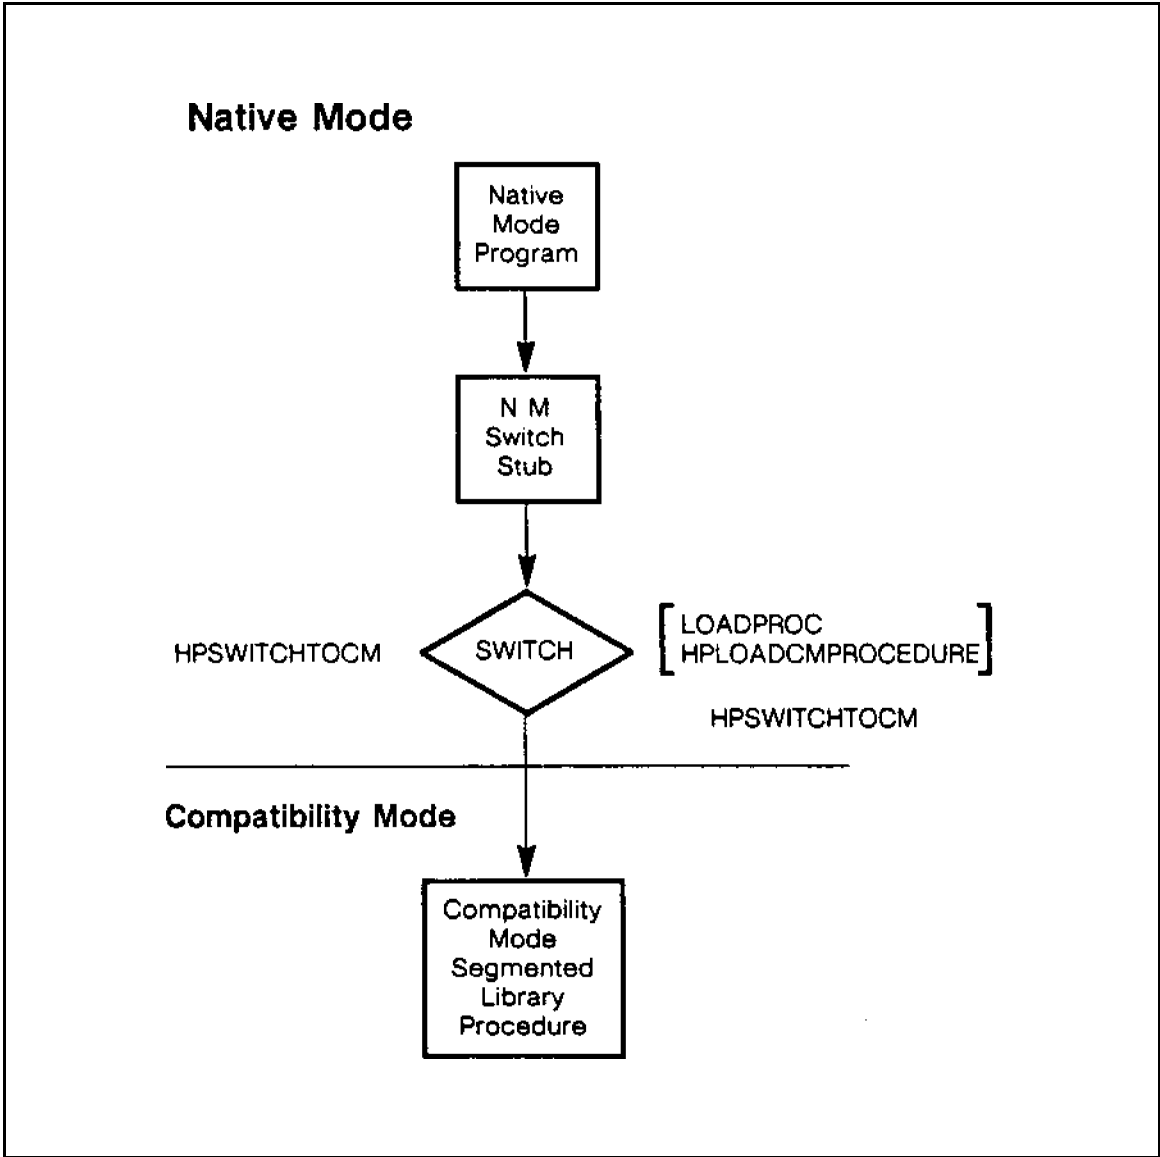 Native Mode
Native
Mode
Program
N M
Switch
Stub
HPSWITCHTOCM
SWITCH
[LOADPROC
HPLOADCMPROCEDURE]
HPSWITCHTOCM
Compatibility Mode
Compatibility
Mode
Segmented
Library
Procedure